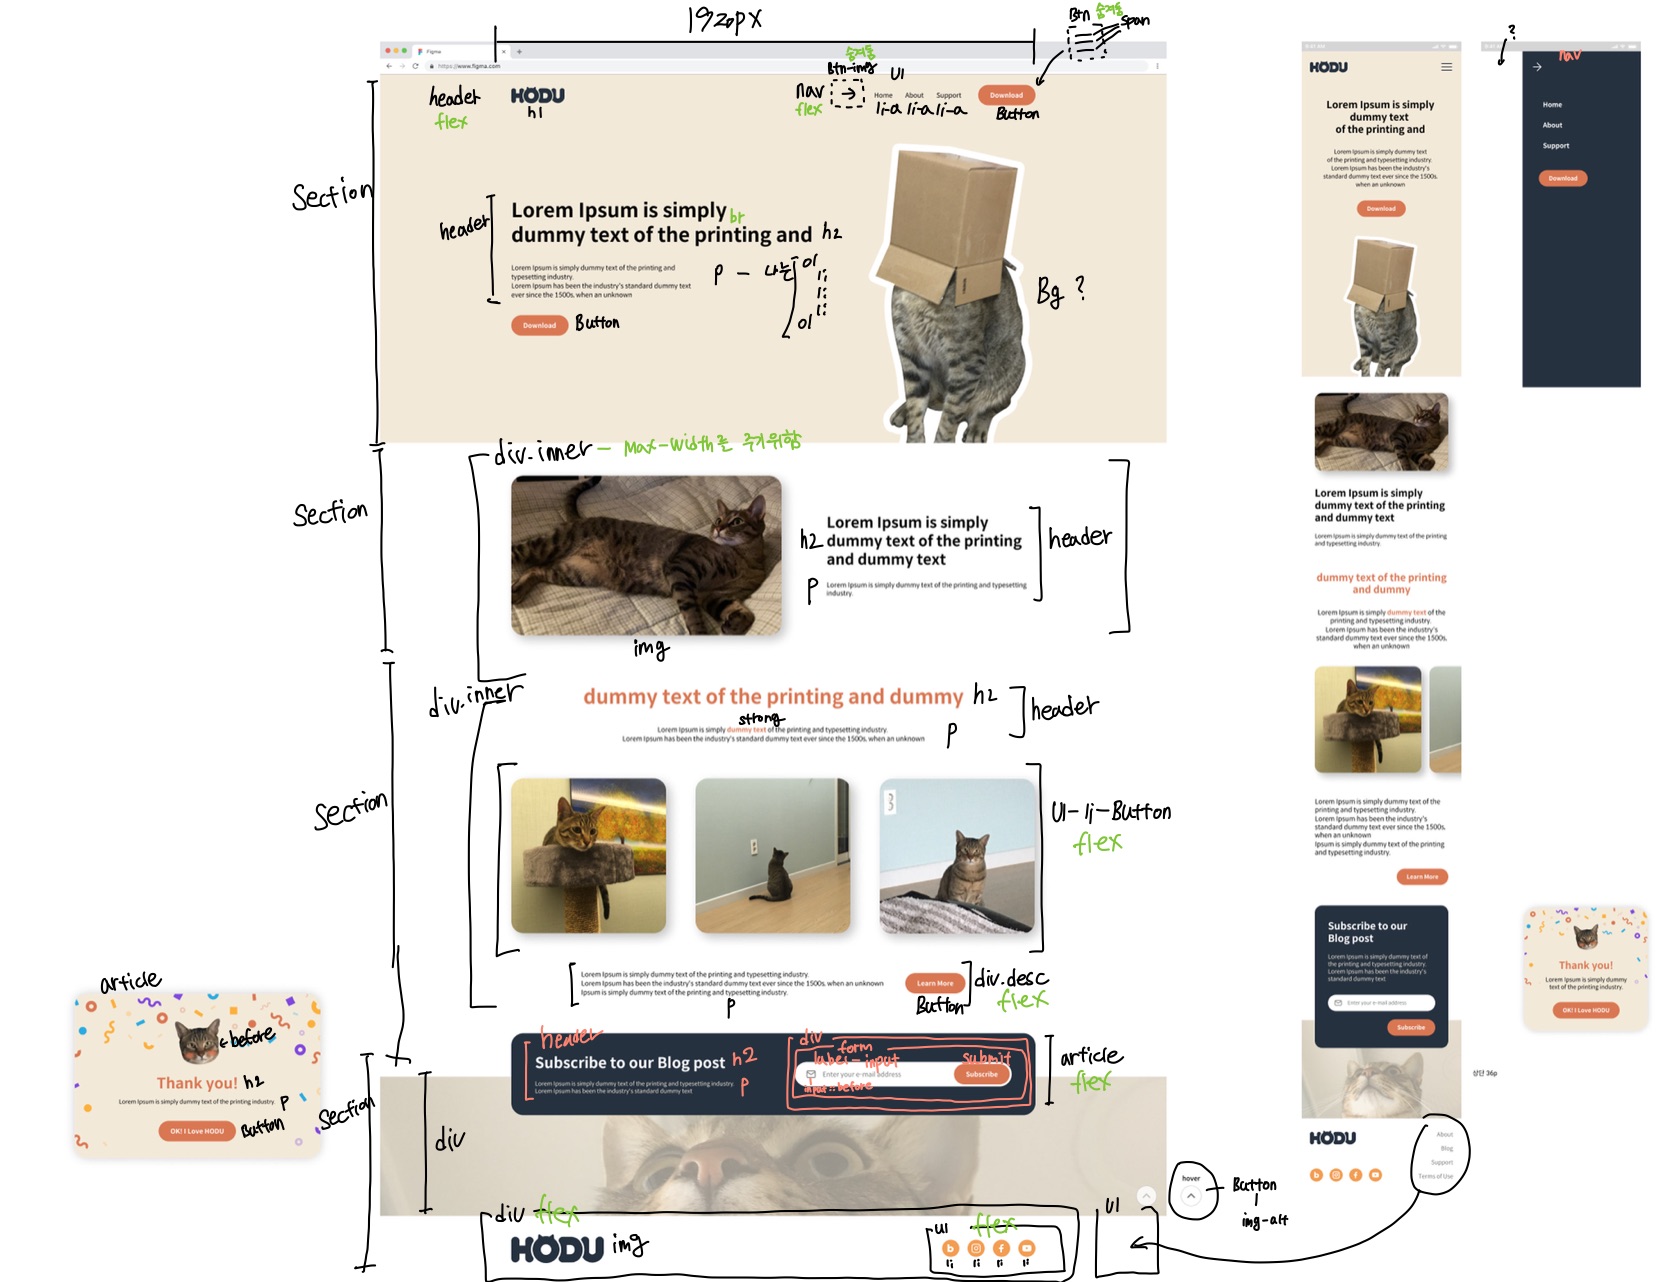 1920px
Btn 숨겨둠
span
Figma
https://www.figma.com
숨겨둠
Btn-img
Ul
header
flex
HODU
h1
nav
flex
Home About Support
li-a li-a li-a
Download
Button
Section
header
Lorem Ipsum is simply
br
dummy text of the printing and
h2
Lorem Ipsum is simply dummy text of the printing and
typesetting industry.
Lorem Ipsum has been the industry's standard dummy text
ever since the 1500s, when an unknown
p -
ol
li
li
li
ol
Download
Button
Bg ?
div.inner - Max-width를 주기위함
Section
h2
Lorem Ipsum is simply
dummy text of the printing
and dummy text
header
p
Lorem Ipsum is simply dummy text of the printing and typesetting
industry.
img
div.inner
dummy text of the printing and dummy
h2
header
strong
Lorem Ipsum is simply dummy text of the printing and typesetting industry.
Lorem Ipsum has been the industry's standard dummy text ever since the 1500s, when an unknown
p
Section
3
Ul-li-Button
flex
Lorem Ipsum is simply dummy text of the printing and typesetting industry.
Lorem Ipsum has been the industry's standard dummy text ever since the 1500s, when an unknown
Ipsum is simply dummy text of the printing and typesetting industry.
p
Learn More
Button
div.desc
flex
article
before
Thank you!
h2
Lorem Ipsum is simply dummy text of the printing industry.
p
OK! I Love HODU
Button
Section
header
Subscribe to our Blog post
h2
Lorem Ipsum is simply dummy text of the printing and typesetting industry.
Lorem Ipsum has been the industry's standard dummy text
p
div
form
label-input
submit
Enter your e-mail address
Subscribe
input::before
article
flex
div
div flex
HODU
img
ul
flex
li li li li
ul
hover
Button
img-alt
HODU
Lorem Ipsum is simply
dummy text
of the printing and
Lorem Ipsum is simply dummy text
of the printing and typesetting industry.
Lorem Ipsum has been the industry's
standard dummy text ever since the 1500s,
when an unknown
Download
Lorem Ipsum is simply
dummy text of the printing
and dummy text
Lorem Ipsum is simply dummy text of the printing
and typesetting industry.
dummy text of the printing
and dummy
Lorem Ipsum is simply dummy text of the
printing and typesetting industry.
Lorem Ipsum has been the industry's
standard dummy text ever since the 1500s,
when an unknown
Lorem Ipsum is simply dummy text of the
printing and typesetting industry.
Lorem Ipsum has been the industry's
standard dummy text ever since the 1500s,
when an unknown
Ipsum is simply dummy text of the printing
and typesetting industry.
Learn More
Subscribe to our
Blog post
Lorem Ipsum is simply dummy text of
the printing and typesetting industry.
Lorem Ipsum has been the industry's
standard dummy text
Enter your e-mail address
Subscribe
상단 36p
HODU
About
Blog
Support
Terms of Use
?
nav
Home
About
Support
Download
Thank you!
Lorem Ipsum is simply dummy
text of the printing industry.
OK! I Love HODU